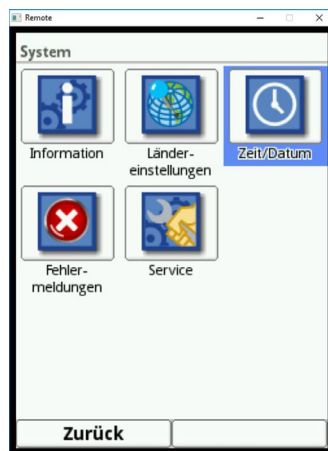 Remote
System
Information
Länder-
einstellungen
Zeit/Datum
Fehler-
meldungen
Service
Zurück